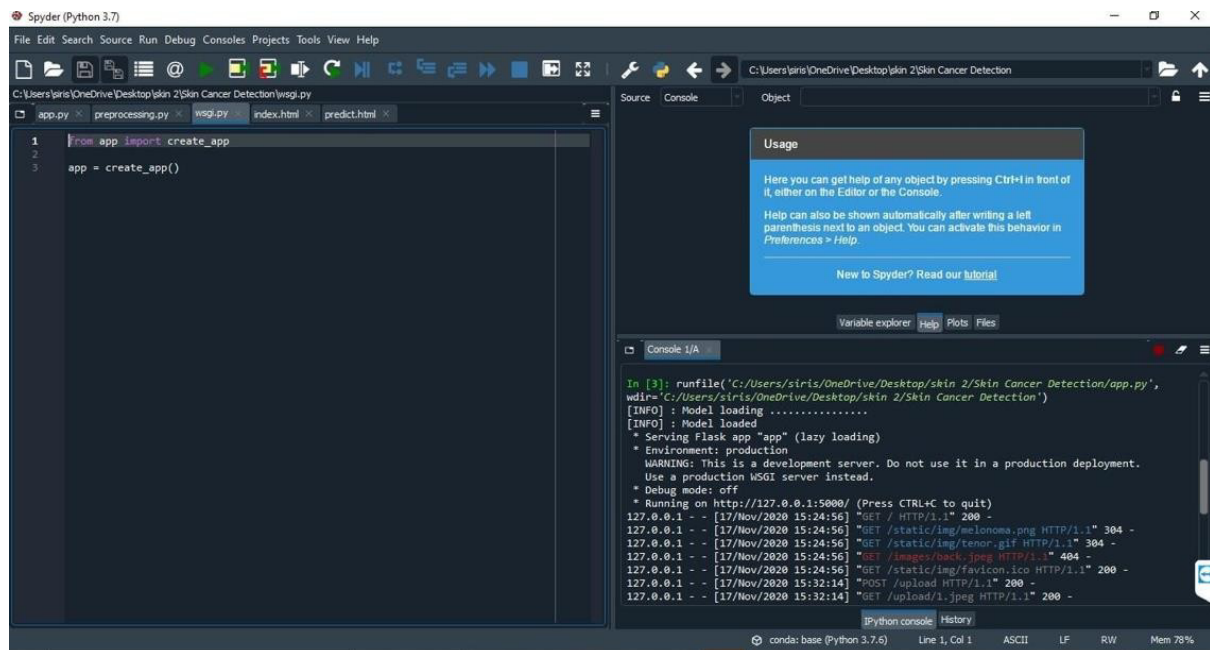 Spyder (Python 3.7)
File Edit Search Source Run Debug Consoles Projects Tools View Help
C:\Users\siris\OneDrive\Desktop\skin 2\Skin Cancer Detection
C:\Users\siris\OneDrive\Desktop\skin 2\Skin Cancer Detection\wsgi.py
app.py preprocessing.py wsgi.py index.html predict.html
1 from app import create_app
2
3 app = create_app()
Source Console Object
Usage
Here you can get help of any object by pressing Ctrl+I in front of
it, either on the Editor or the Console.
Help can also be shown automatically after writing a left
parenthesis next to an object. You can activate this behavior in
Preferences > Help.
New to Spyder? Read our tutorial
Variable explorer Help Plots Files
Console 1/A
In [3]: runfile('C:/Users/siris/OneDrive/Desktop/skin 2/Skin Cancer Detection/app.py',
wdir='C:/Users/siris/OneDrive/Desktop/skin 2/Skin Cancer Detection')
[INFO] : Model loading ................
[INFO] : Model loaded
* Serving Flask app "app" (lazy loading)
* Environment: production
WARNING: This is a development server. Do not use it in a production deployment.
Use a production WSGI server instead.
* Debug mode: off
* Running on http://127.0.0.1:5000/ (Press CTRL+C to quit)
127.0.0.1 - - [17/Nov/2020 15:24:56] "GET / HTTP/1.1" 200 -
127.0.0.1 - - [17/Nov/2020 15:24:56] "GET /static/img/melonoma.png HTTP/1.1" 304 -
127.0.0.1 - - [17/Nov/2020 15:24:56] "GET /static/img/tenor.gif HTTP/1.1" 304 -
127.0.0.1 - - [17/Nov/2020 15:24:56] "GET /images/back.jpeg HTTP/1.1" 404 -
127.0.0.1 - - [17/Nov/2020 15:24:56] "GET /static/img/favicon.ico HTTP/1.1" 200 -
127.0.0.1 - - [17/Nov/2020 15:32:14] "POST /upload HTTP/1.1" 200 -
127.0.0.1 - - [17/Nov/2020 15:32:14] "GET /upload/1.jpeg HTTP/1.1" 200 -
IPython console History
conda: base (Python 3.7.6) Line 1, Col 1 ASCII LF RW Mem 78%